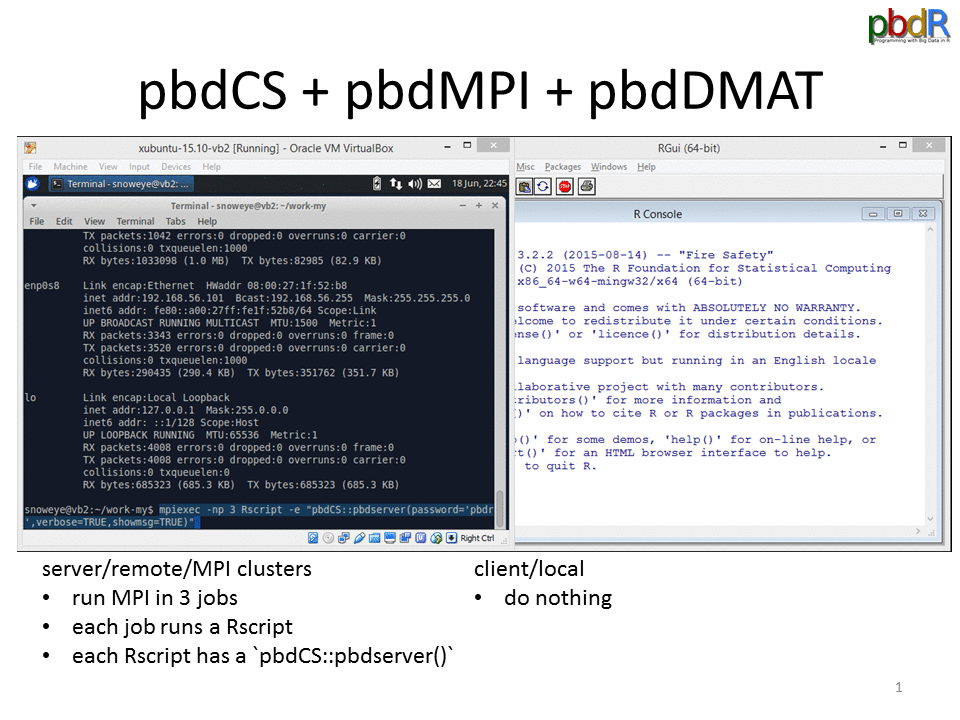 pbdR
Programming with Big Data in R
pbdCS + pbdMPI + pbdDMAT
xubuntu-15.10-vb2 [Running] - Oracle VM VirtualBox
File Machine View Input Devices Help
Terminal - snoweye@vb2: ~...
18 Jun, 22:45
Terminal - snoweye@vb2: ~/work-my
File Edit View Terminal Tabs Help
TX packets:1042 errors:0 dropped:0 overruns:0 carrier:0
collisions:0 txqueuelen:1000
RX bytes:1033098 (1.0 MB) TX bytes:82985 (82.9 KB)
enp0s8 Link encap:Ethernet HWaddr 08:00:27:1f:52:b8
inet addr:192.168.56.101 Bcast:192.168.56.255 Mask:255.255.255.0
inet6 addr: fe80::a00:27ff:fe1f:52b8/64 Scope:Link
UP BROADCAST RUNNING MULTICAST MTU:1500 Metric:1
RX packets:3343 errors:0 dropped:0 overruns:0 frame:0
TX packets:3520 errors:0 dropped:0 overruns:0 carrier:0
collisions:0 txqueuelen:1000
RX bytes:290435 (290.4 KB) TX bytes:351762 (351.7 KB)
lo Link encap:Local Loopback
inet addr:127.0.0.1 Mask:255.0.0.0
inet6 addr: ::1/128 Scope:Host
UP LOOPBACK RUNNING MTU:65536 Metric:1
RX packets:4008 errors:0 dropped:0 overruns:0 frame:0
TX packets:4008 errors:0 dropped:0 overruns:0 carrier:0
collisions:0 txqueuelen:0
RX bytes:685323 (685.3 KB) TX bytes:685323 (685.3 KB)
snoweye@vb2:~/work-my$ mpiexec -np 3 Rscript -e "pbdCS::pbdserver(password='pbdr
',verbose=TRUE,showmsg=TRUE)"
Right Ctrl
RGui (64-bit)
Misc Packages Windows Help
STOP
R Console
3.2.2 (2015-08-14) -- "Fire Safety"
(C) 2015 The R Foundation for Statistical Computing
x86_64-w64-mingw32/x64 (64-bit)
software and comes with ABSOLUTELY NO WARRANTY.
elcome to redistribute it under certain conditions.
ense()' or 'licence()' for distribution details.
language support but running in an English locale
llaborative project with many contributors.
tributors()' for more information and
()' on how to cite R or R packages in publications.
o()' for some demos, 'help()' for on-line help, or
rt()' for an HTML browser interface to help.
to quit R.
server/remote/MPI clusters
• run MPI in 3 jobs
• each job runs a Rscript
• each Rscript has a `pbdCS::pbdserver()`
client/local
• do nothing
1